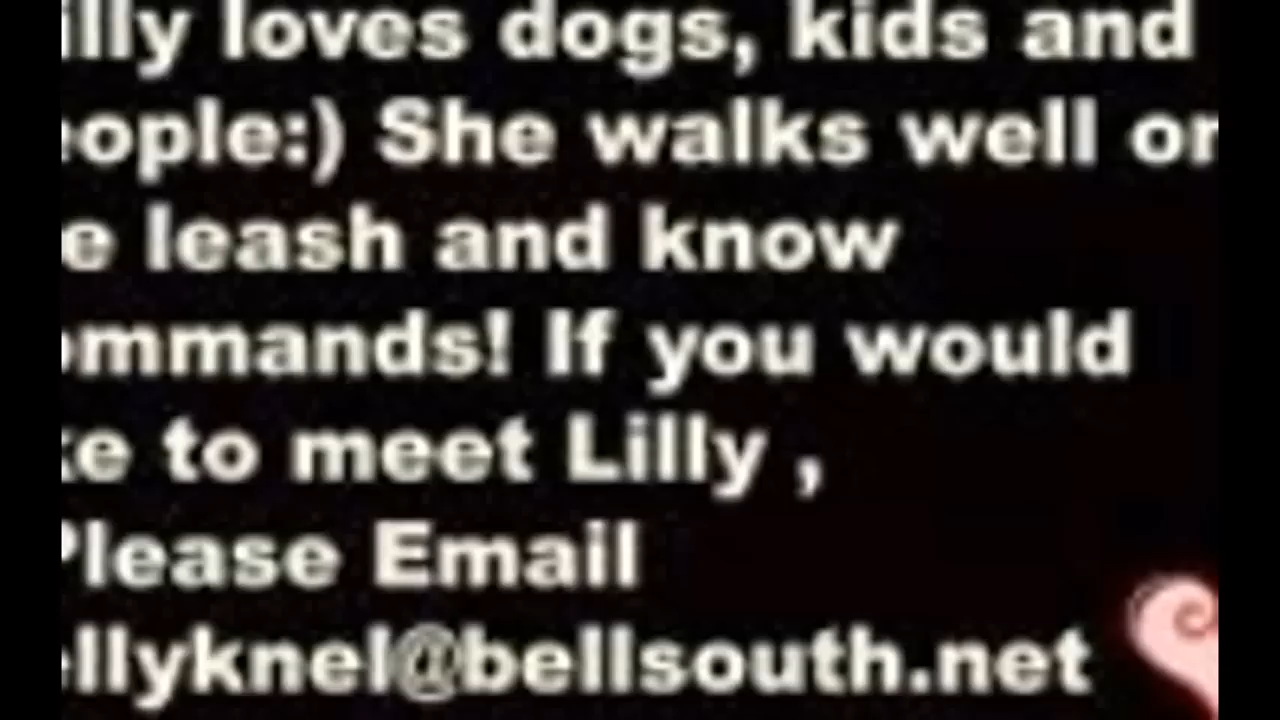 illy loves dogs, kids and
eople:) She walks well on
e leash and know
ommands! If you would
ke to meet Lilly ,
Please Email
ellyknel@bellsouth.net